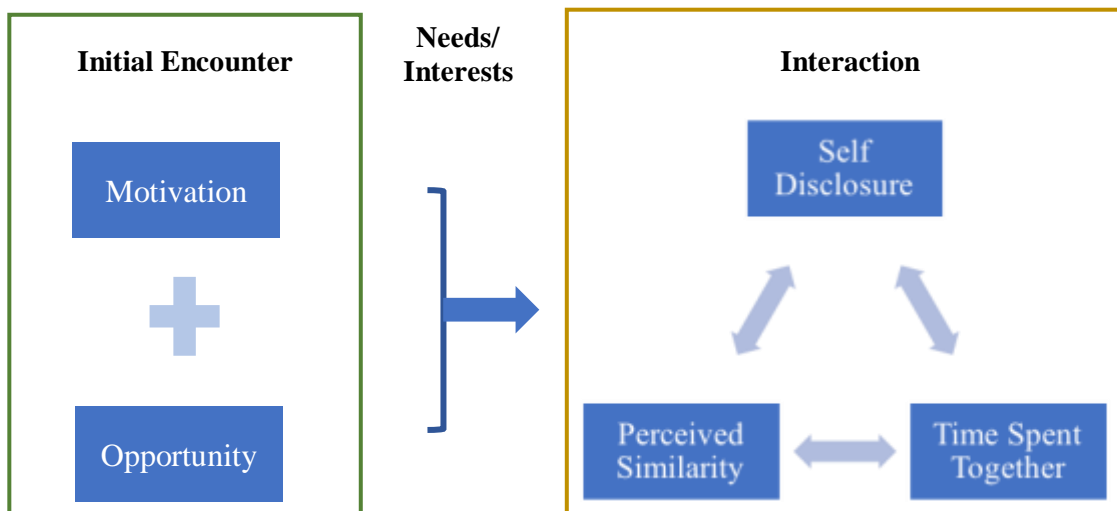 Initial Encounter
Motivation
Opportunity
Needs/
Interests
Interaction
Self
Disclosure
Perceived
Similarity
Time Spent
Together